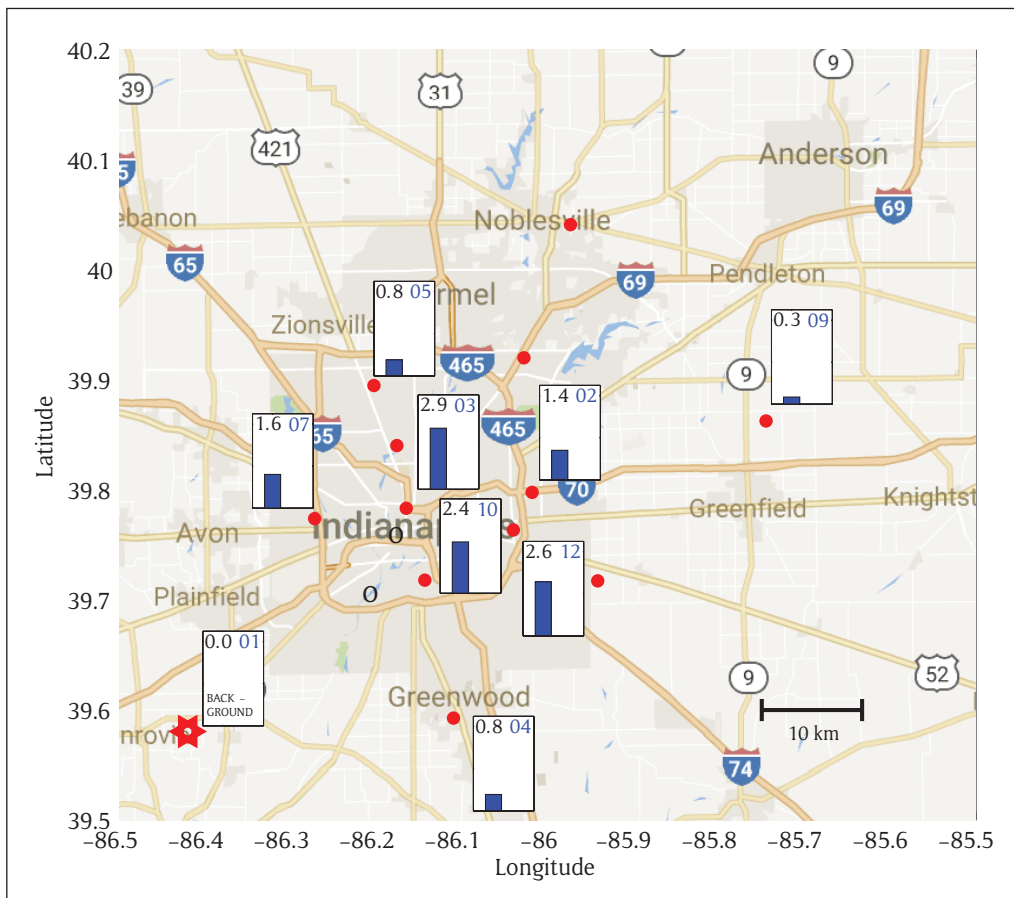 40.2
39
31
9
421
40.1
Anderson
5
69
ebanon
Noblesville
40
65
69
Pendleton
0.8 05
rmel
0.3 09
Zionsville
465
9
39.9
1.4 02
2.9 03
1.6 07
65
465
Latitude
39.8
70
Knightst
2.4 10
Greenfield
Indianap s
Avon
O
2.6 12
39.7
Plainfield
O
0.0 01
52
9
BACK –
GROUND
Greenwood
39.6
nrovi
0.8 04
10 km
74
39.5
–86.5 –86.4 –86.3 –86.2 –86.1 –86 –85.9 –85.8 –85.7 –85.6 –85.5
Longitude